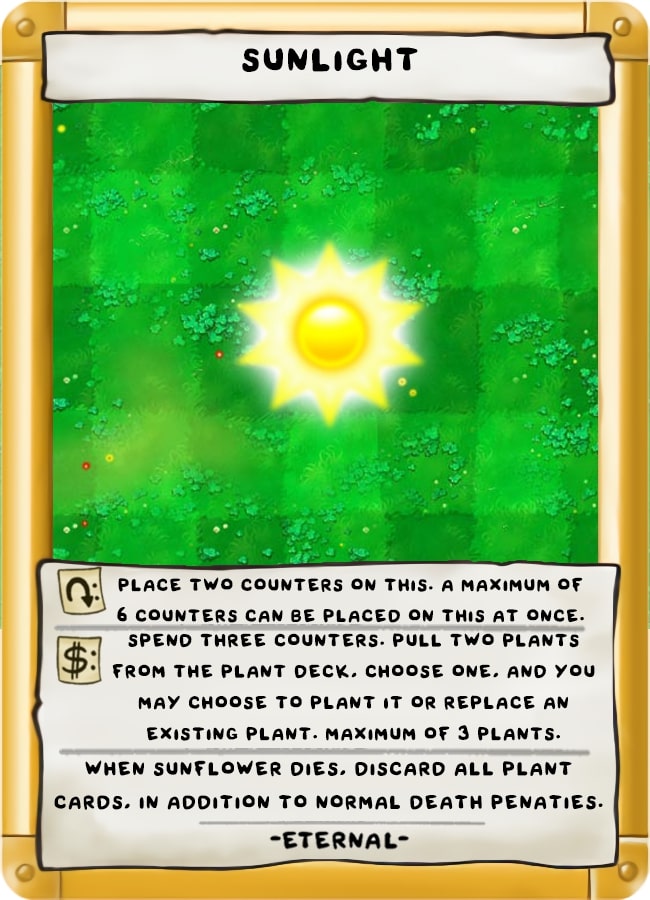 SUNLIGHT
PLACE TWO COUNTERS ON THIS. A MAXIMUM OF
6 COUNTERS CAN BE PLACED ON THIS AT ONCE.
$: SPEND THREE COUNTERS. PULL TWO PLANTS
FROM THE PLANT DECK, CHOOSE ONE, AND YOU
MAY CHOOSE TO PLANT IT OR REPLACE AN
EXISTING PLANT. MAXIMUM OF 3 PLANTS.
WHEN SUNFLOWER DIES, DISCARD ALL PLANT
CARDS, IN ADDITION TO NORMAL DEATH PENATIES.
-ETERNAL-